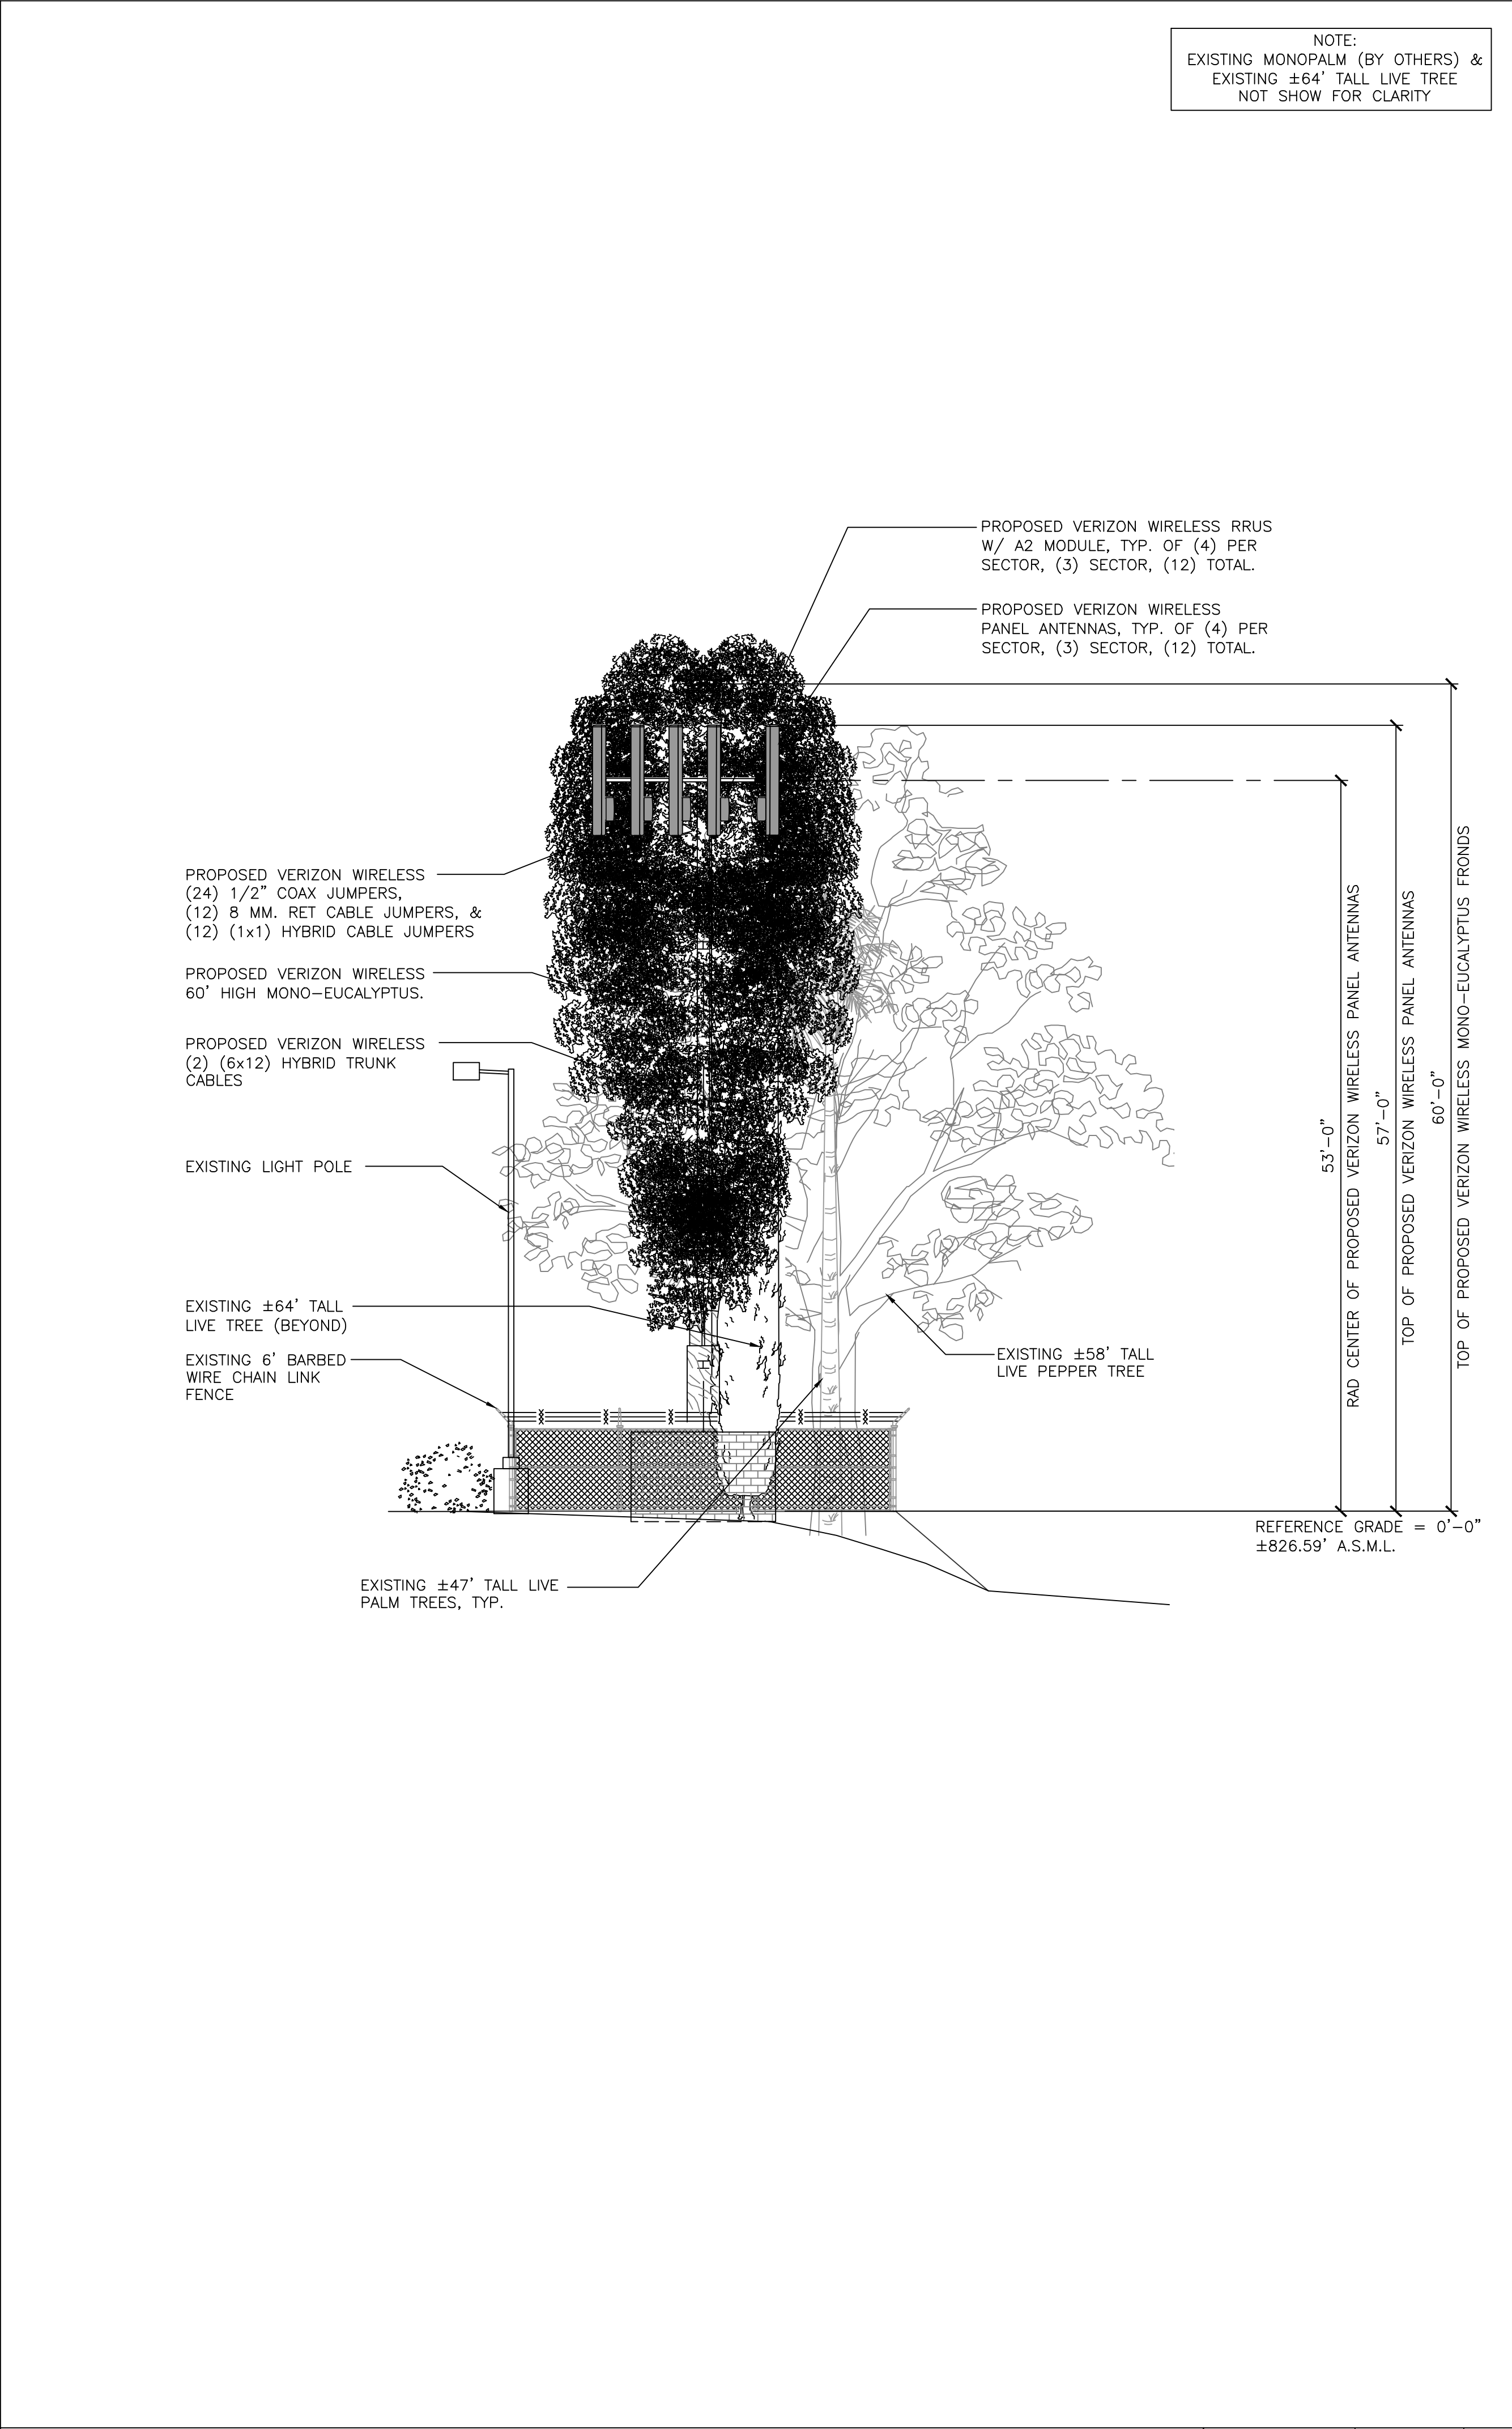 NOTE:
EXISTING MONOPALM (BY OTHERS) &
EXISTING ±64' TALL LIVE TREE
NOT SHOW FOR CLARITY
PROPOSED VERIZON WIRELESS RRUS
W/ A2 MODULE, TYP. OF (4) PER
SECTOR, (3) SECTOR, (12) TOTAL.
PROPOSED VERIZON WIRELESS
PANEL ANTENNAS, TYP. OF (4) PER
SECTOR, (3) SECTOR, (12) TOTAL.
PROPOSED VERIZON WIRELESS
(24) 1/2" COAX JUMPERS,
(12) 8 MM. RET CABLE JUMPERS, &
(12) (1x1) HYBRID CABLE JUMPERS
PROPOSED VERIZON WIRELESS
60' HIGH MONO-EUCALYPTUS.
PROPOSED VERIZON WIRELESS
(2) (6x12) HYBRID TRUNK
CABLES
EXISTING LIGHT POLE
EXISTING ±64' TALL
LIVE TREE (BEYOND)
EXISTING 6' BARBED
WIRE CHAIN LINK
FENCE
EXISTING ±47' TALL LIVE
PALM TREES, TYP.
EXISTING ±58' TALL
LIVE PEPPER TREE
53'-0"
RAD CENTER OF PROPOSED VERIZON WIRELESS PANEL ANTENNAS
57'-0"
TOP OF PROPOSED VERIZON WIRELESS PANEL ANTENNAS
60'-0"
TOP OF PROPOSED VERIZON WIRELESS MONO-EUCALYPTUS FRONDS
REFERENCE GRADE = 0'-0"
±826.59' A.S.M.L.